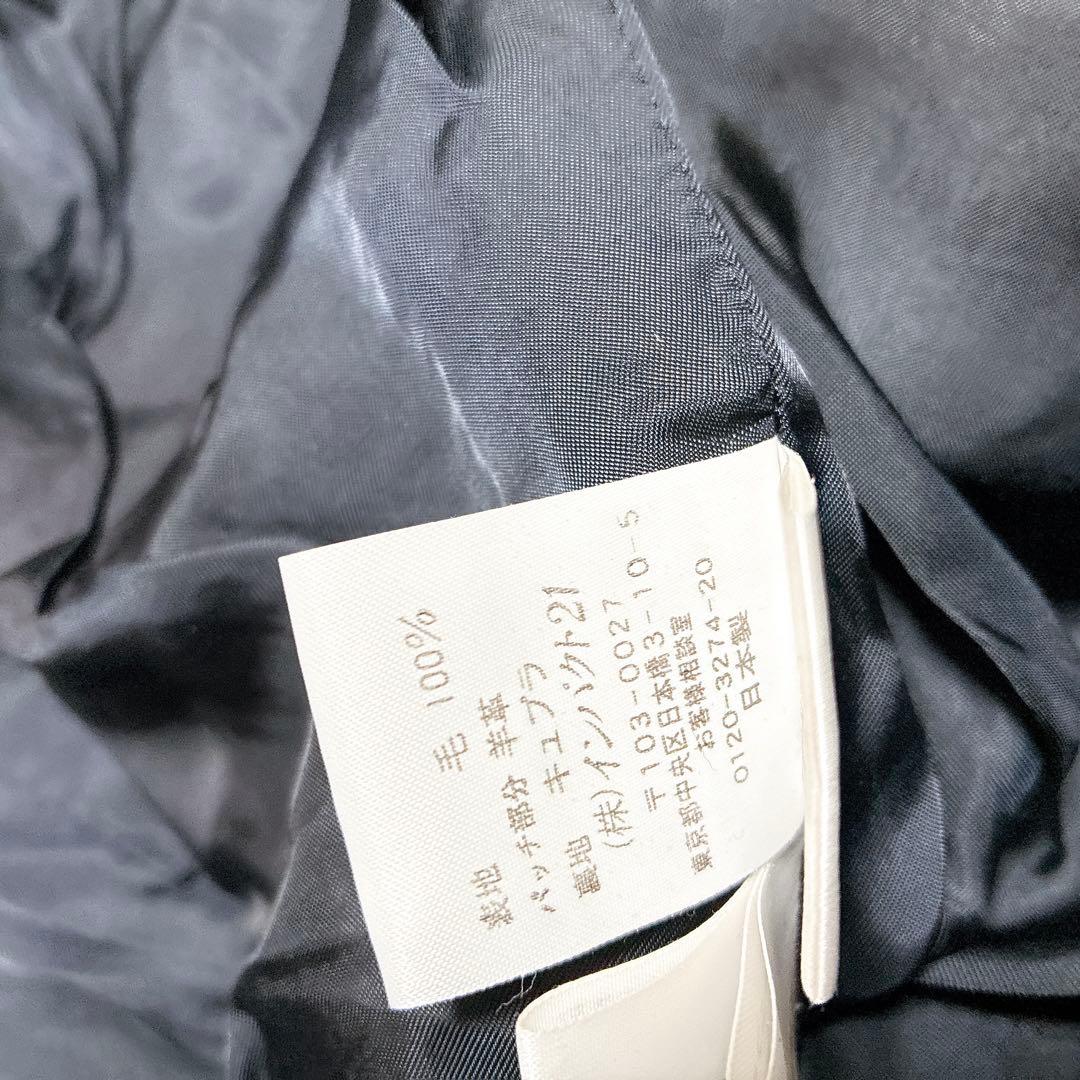 表地 毛 100%
パッチ部分 羊革
裏地 キュプラ
(株)インパクト21
〒103-0027
東京都中央区日本橋3-10-5
お客様相談室
0120-3274-20
日本製